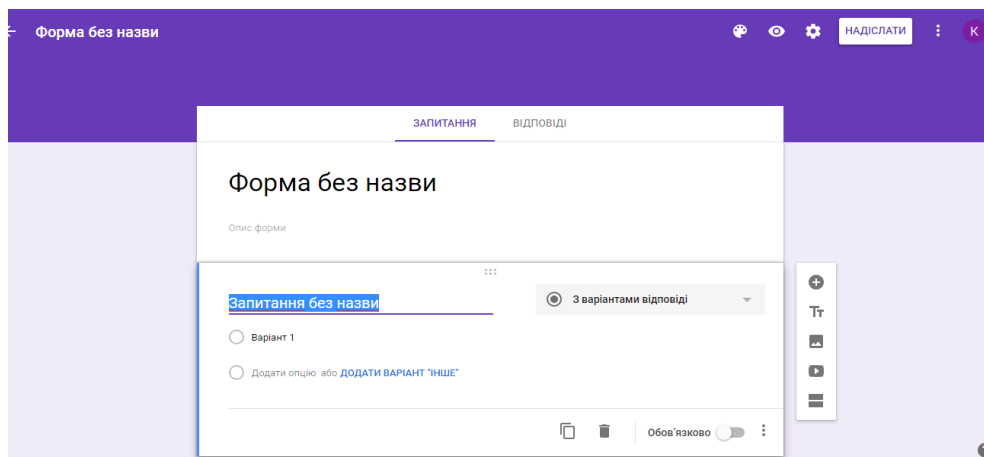 Форма без назви
НАДІСЛАТИ
К
ЗАПИТАННЯ ВІДПОВІДІ
Форма без назви
Опис форми
Запитання без назви
З варіантами відповіді
Тт
Варіант 1
Додати опцію або ДОДАТИ ВАРІАНТ "ІНШЕ"
Обов'язково